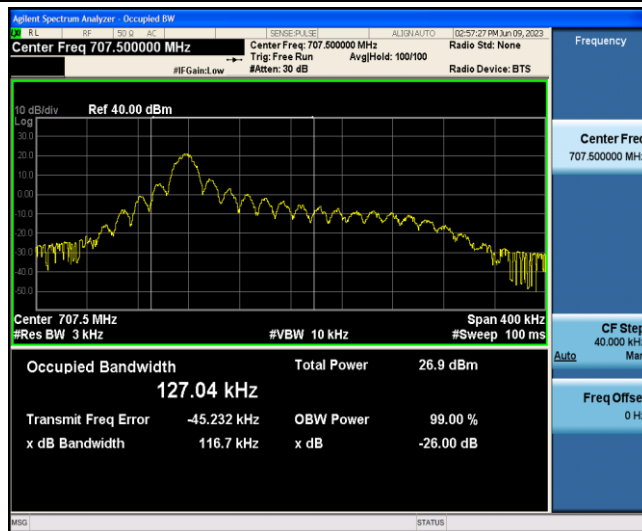 Agilent Spectrum Analyzer - Occupied BW
RL RF 50 Ω AC SENSE:PULSE ALIGN AUTO 02:57:27 PM Jun 09, 2023
Center Freq 707.500000 MHz Center Freq: 707.500000 MHz Radio Std: None
Trig: Free Run Avg|Hold: 100/100
#IFGain:Low #Atten: 30 dB Radio Device: BTS
Frequency
10 dB/div Ref 40.00 dBm
Log
30.0
20.0
10.0
0.00
-10.0
-20.0
-30.0
-40.0
-50.0
Center 707.5 MHz Span 400 kHz
#Res BW 3 kHz #VBW 10 kHz #Sweep 100 ms
Occupied Bandwidth Total Power 26.9 dBm
127.04 kHz
Transmit Freq Error -45.232 kHz OBW Power 99.00 %
x dB Bandwidth 116.7 kHz x dB -26.00 dB
Center Freq
707.500000 MHz
CF Step
40.000 kHz
Auto Man
Freq Offse
0 H
MSG STATUS